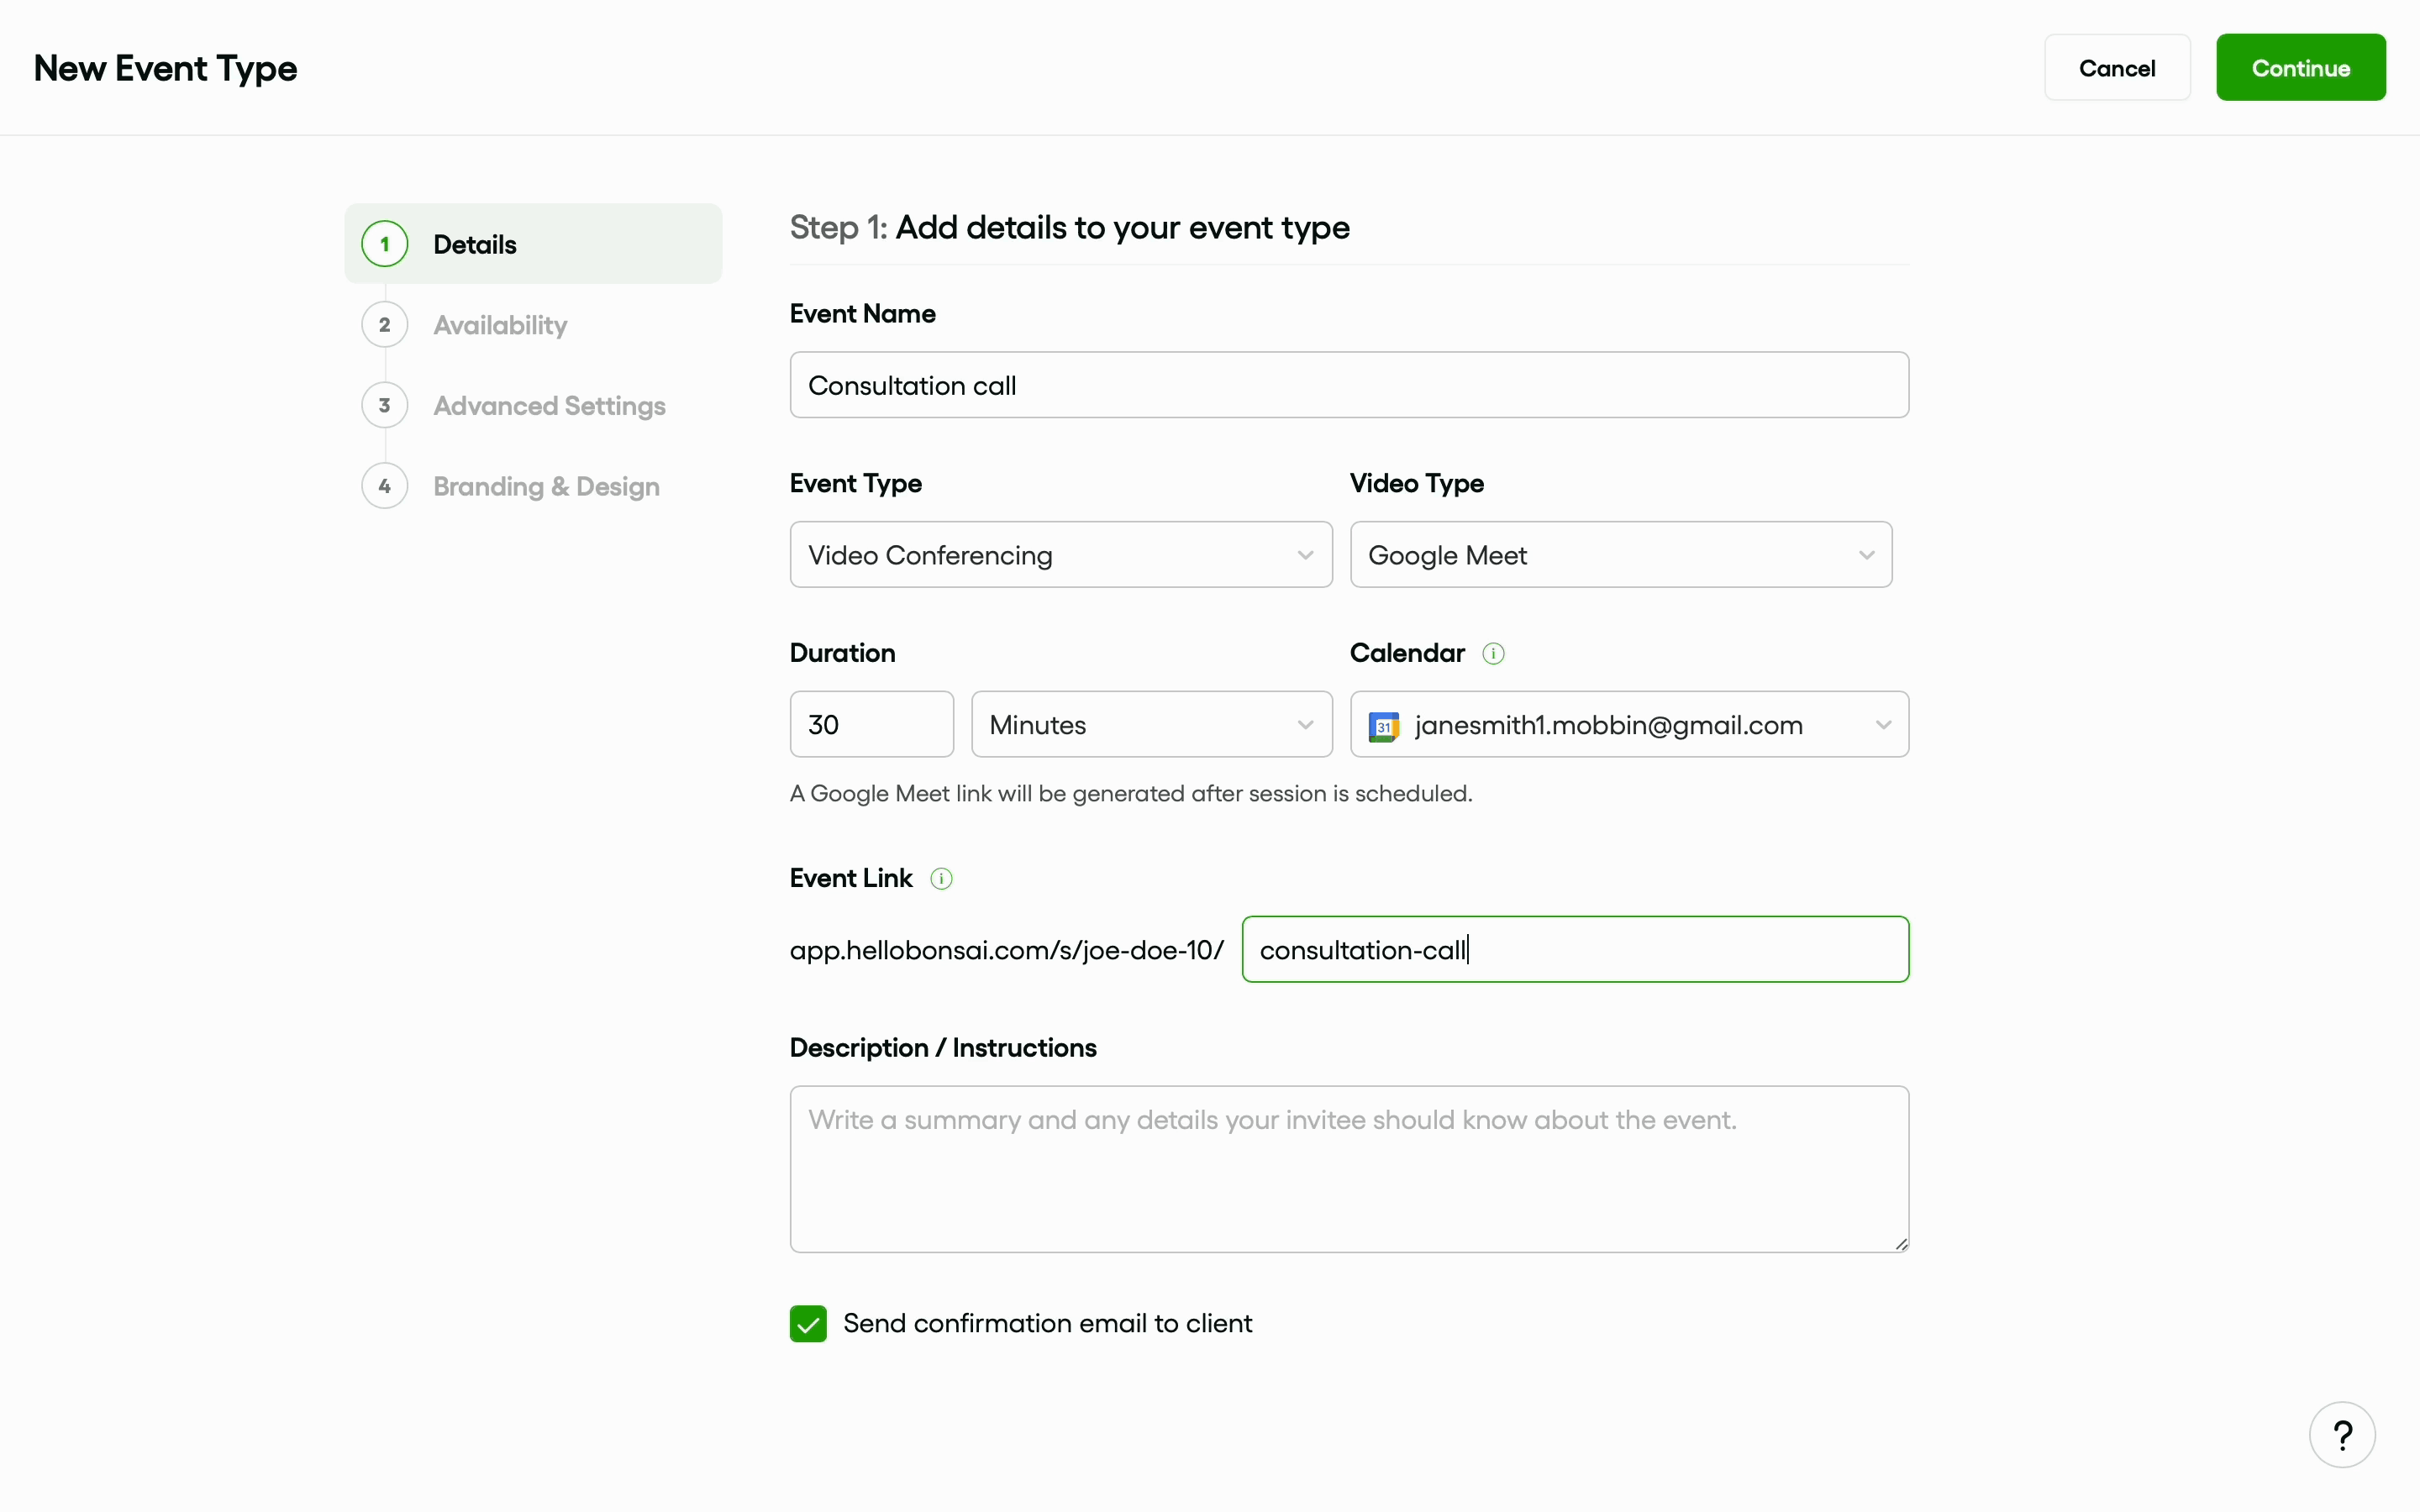 New Event Type
Cancel
Continue
1 Details
2 Availability
3 Advanced Settings
4 Branding & Design
Step 1: Add details to your event type
Event Name
Consultation call
Event Type
Video Type
Video Conferencing
Google Meet
Duration
Calendar i
30
Minutes
31 janesmith1.mobbin@gmail.com
A Google Meet link will be generated after session is scheduled.
Event Link i
app.hellobonsai.com/s/joe-doe-10/ consultation-call
Description / Instructions
Write a summary and any details your invitee should know about the event.
Send confirmation email to client
?